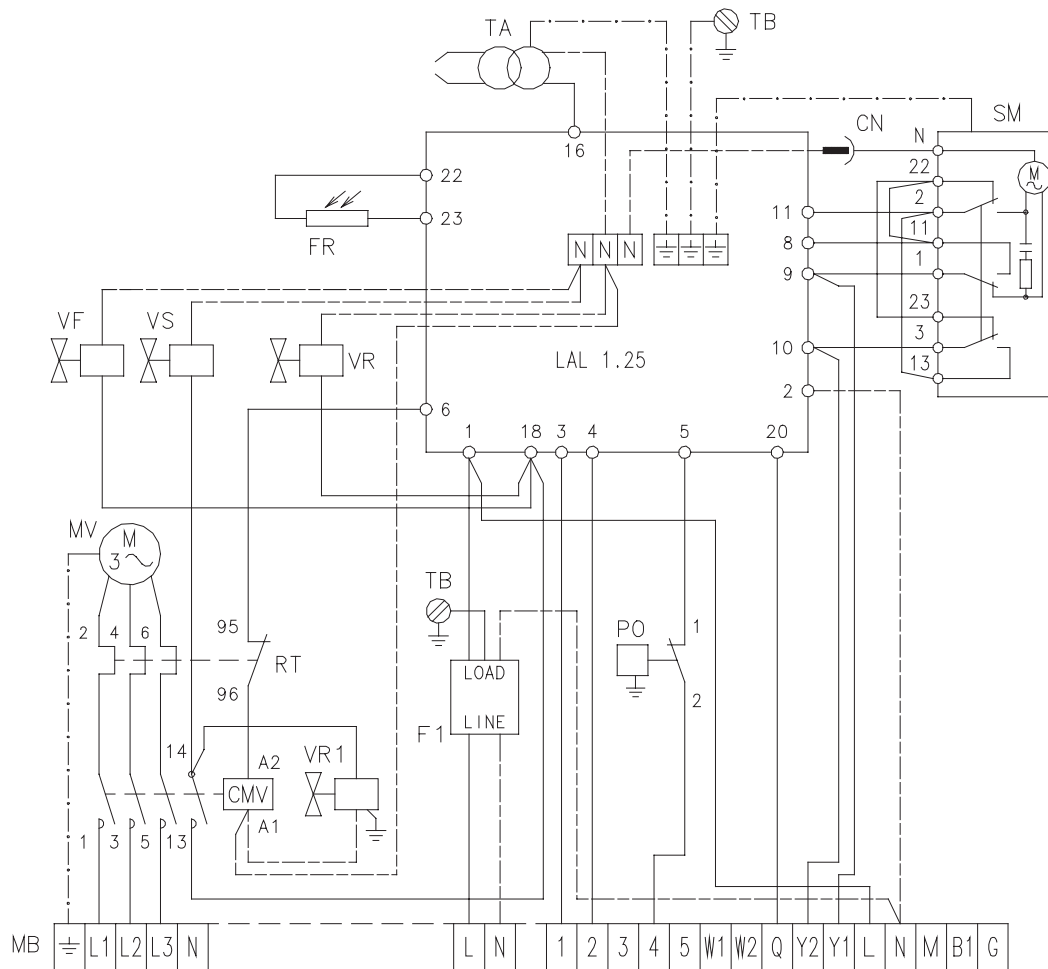 TA
TB
SM
CN
N
16
M
22
22
2
23
11
11
FR
8
N N N
1
9
23
VF
VS
VR
LAL 1.25
3
10
13
2
6
1
18
3
4
5
20
MV
M
3
TB
PO
1
2
4
6
95
RT
LOAD
96
2
LINE
F1
14
A2
VR1
CMV
A1
1
3
5
13
MB
L1 L2 L3 N
L N
1 2 3 4 5 W1 W2 Q Y2 Y1 L N M B1 G